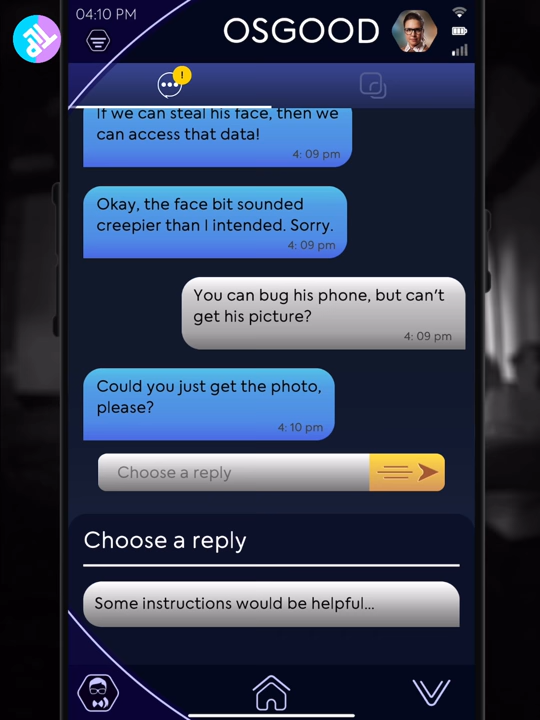 04:10 PM
OSGOOD
!
If we can steal his face, then we
can access that data!
4: 09 pm
Okay, the face bit sounded
creepier than I intended. Sorry.
4: 09 pm
You can bug his phone, but can't
get his picture?
4: 09 pm
Could you just get the photo,
please?
4: 10 pm
Choose a reply
Choose a reply
Some instructions would be helpful...